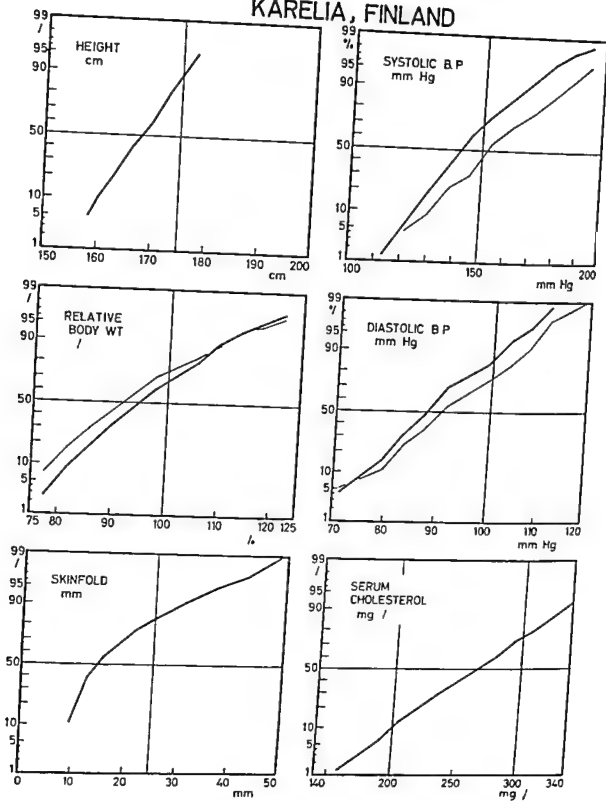 KARELIA, FINLAND
99
/
95
90
50
10
5
1
HEIGHT
cm
150 160 170 180 190 200
cm
99
%
95
90
50
10
5
1
SYSTOLIC B.P
mm Hg
100 150 200
mm Hg
99
/
95
90
50
10
5
1
RELATIVE
BODY WT
/
75 80 90 100 110 120 125
/.
99
%
95
90
50
10
5
1
DIASTOLIC B.P
mm Hg
70 80 90 100 110 120
mm Hg
99
/
95
90
50
10
5
1
SKINFOLD
mm
0 10 20 30 40 50
mm
99
/
95
90
50
10
5
1
SERUM
CHOLESTEROL
mg /
140 200 250 300 340
mg /